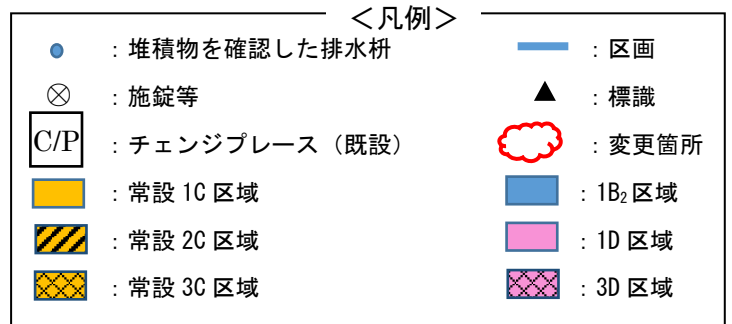 ＜凡例＞
：堆積物を確認した排水枡
：区画
：施錠等
：標識
C/P ：チェンジプレース（既設）
：変更箇所
：常設 1C 区域
：1B₂区域
：常設 2C 区域
：1D 区域
：常設 3C 区域
：3D 区域